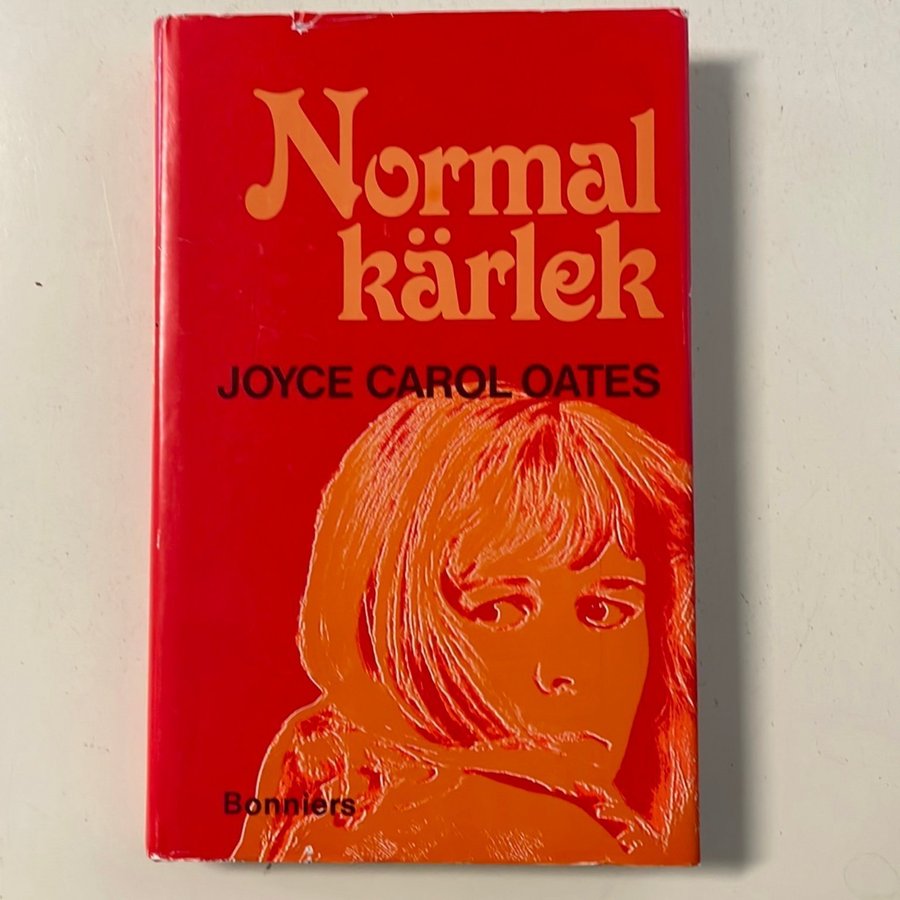 Normal
kärlek
JOYCE CAROL OATES
Bonniers